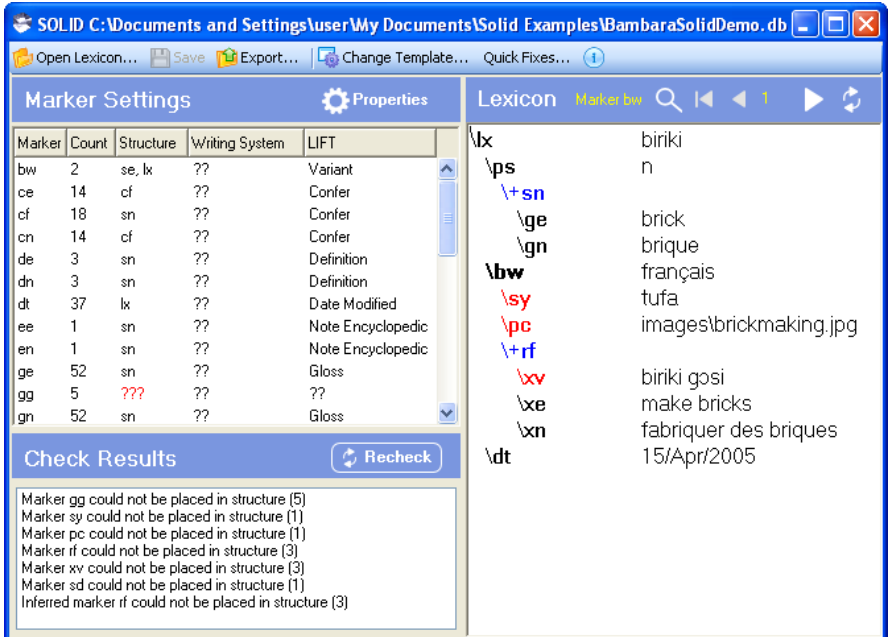 SOLID C:\Documents and Settings\user\My Documents\Solid Examples\BambaraSolidDemo.db
Open Lexicon... Save Export... Change Template... Quick Fixes...
Marker Settings Properties
Marker Count Structure Writing System LIFT
bw 2 se, lx ?? Variant
ce 14 cf ?? Confer
cf 18 sn ?? Confer
cn 14 cf ?? Confer
de 3 sn ?? Definition
dn 3 sn ?? Definition
dt 37 lx ?? Date Modified
ee 1 sn ?? Note Encyclopedic
en 1 sn ?? Note Encyclopedic
ge 52 sn ?? Gloss
gg 5 ??? ?? ??
gn 52 sn ?? Gloss
Check Results Recheck
Marker gg could not be placed in structure (5)
Marker sy could not be placed in structure (1)
Marker pc could not be placed in structure (1)
Marker rf could not be placed in structure (3)
Marker xv could not be placed in structure (3)
Marker sd could not be placed in structure (1)
Inferred marker rf could not be placed in structure (3)
Lexicon Marker bw 1
\lx biriki
\ps n
\+sn
\ge brick
\gn brique
\bw français
\sy tufa
\pc images\brickmaking.jpg
\+rf
\xv biriki gosi
\xe make bricks
\xn fabriquer des briques
\dt 15/Apr/2005